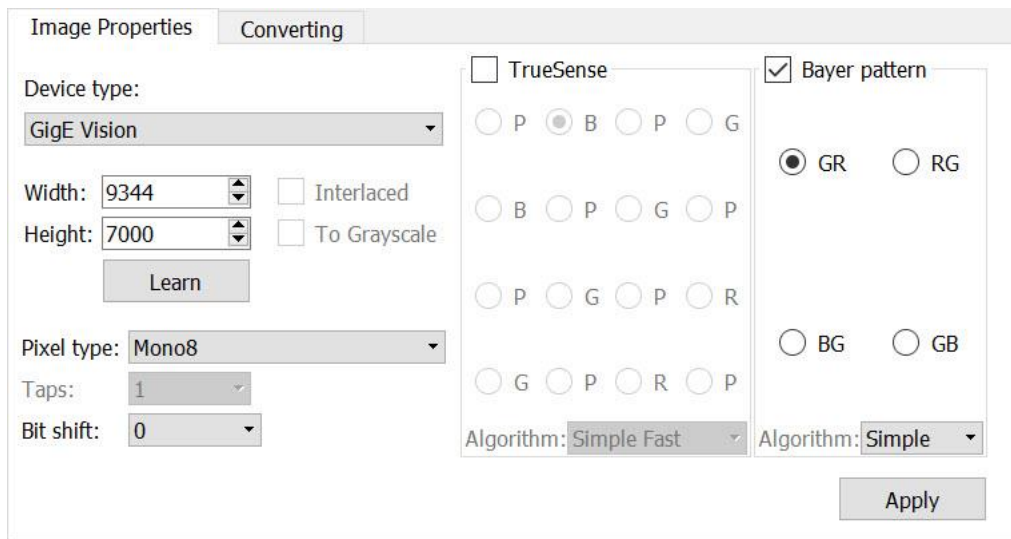 Image Properties Converting
Device type:
GigE Vision
Width: 9344 Interlaced
Height: 7000 To Grayscale
Learn
Pixel type: Mono8
Taps: 1
Bit shift: 0
TrueSense
P B P G
B P G P
P G P R
G P R P
Algorithm: Simple Fast
Bayer pattern
GR RG
BG GB
Algorithm: Simple
Apply